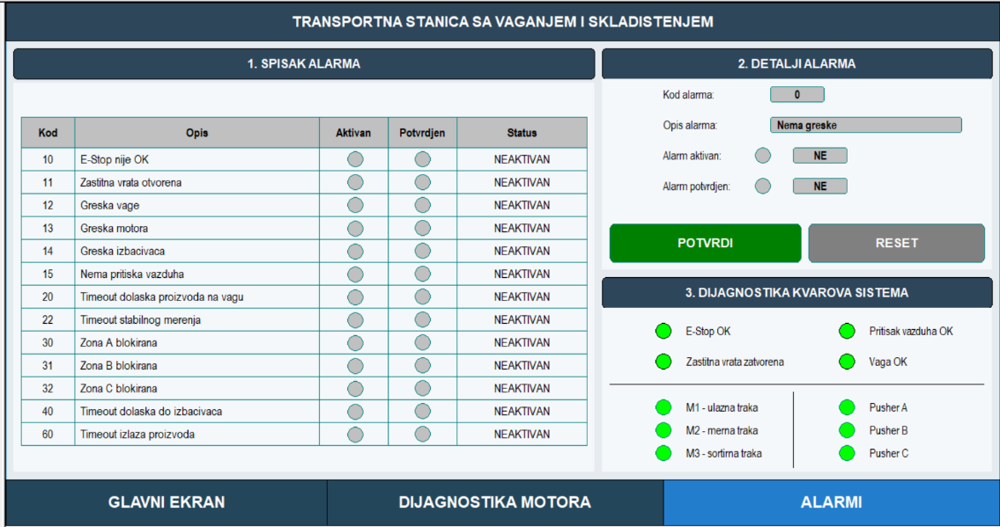 TRANSPORTNA STANICA SA VAGANJEM I SKLADISTENJEM
1. SPISAK ALARMA
Kod Opis Aktivan Potvrdjen Status
10 E-Stop nije OK NEAKTIVAN
11 Zastitna vrata otvorena NEAKTIVAN
12 Greska vage NEAKTIVAN
13 Greska motora NEAKTIVAN
14 Greska izbacivaca NEAKTIVAN
15 Nema pritiska vazduha NEAKTIVAN
20 Timeout dolaska proizvoda na vagu NEAKTIVAN
22 Timeout stabilnog merenja NEAKTIVAN
30 Zona A blokirana NEAKTIVAN
31 Zona B blokirana NEAKTIVAN
32 Zona C blokirana NEAKTIVAN
40 Timeout dolaska do izbacivaca NEAKTIVAN
60 Timeout izlaza proizvoda NEAKTIVAN
2. DETALJI ALARMA
Kod alarma: 0
Opis alarma: Nema greske
Alarm aktivan: NE
Alarm potvrdjen: NE
POTVRDI RESET
3. DIJAGNOSTIKA KVAROVA SISTEMA
E-Stop OK Pritisak vazduha OK
Zastitna vrata zatvorena Vaga OK
M1 - ulazna traka Pusher A
M2 - merna traka Pusher B
M3 - sortirna traka Pusher C
GLAVNI EKRAN DIJAGNOSTIKA MOTORA ALARMI